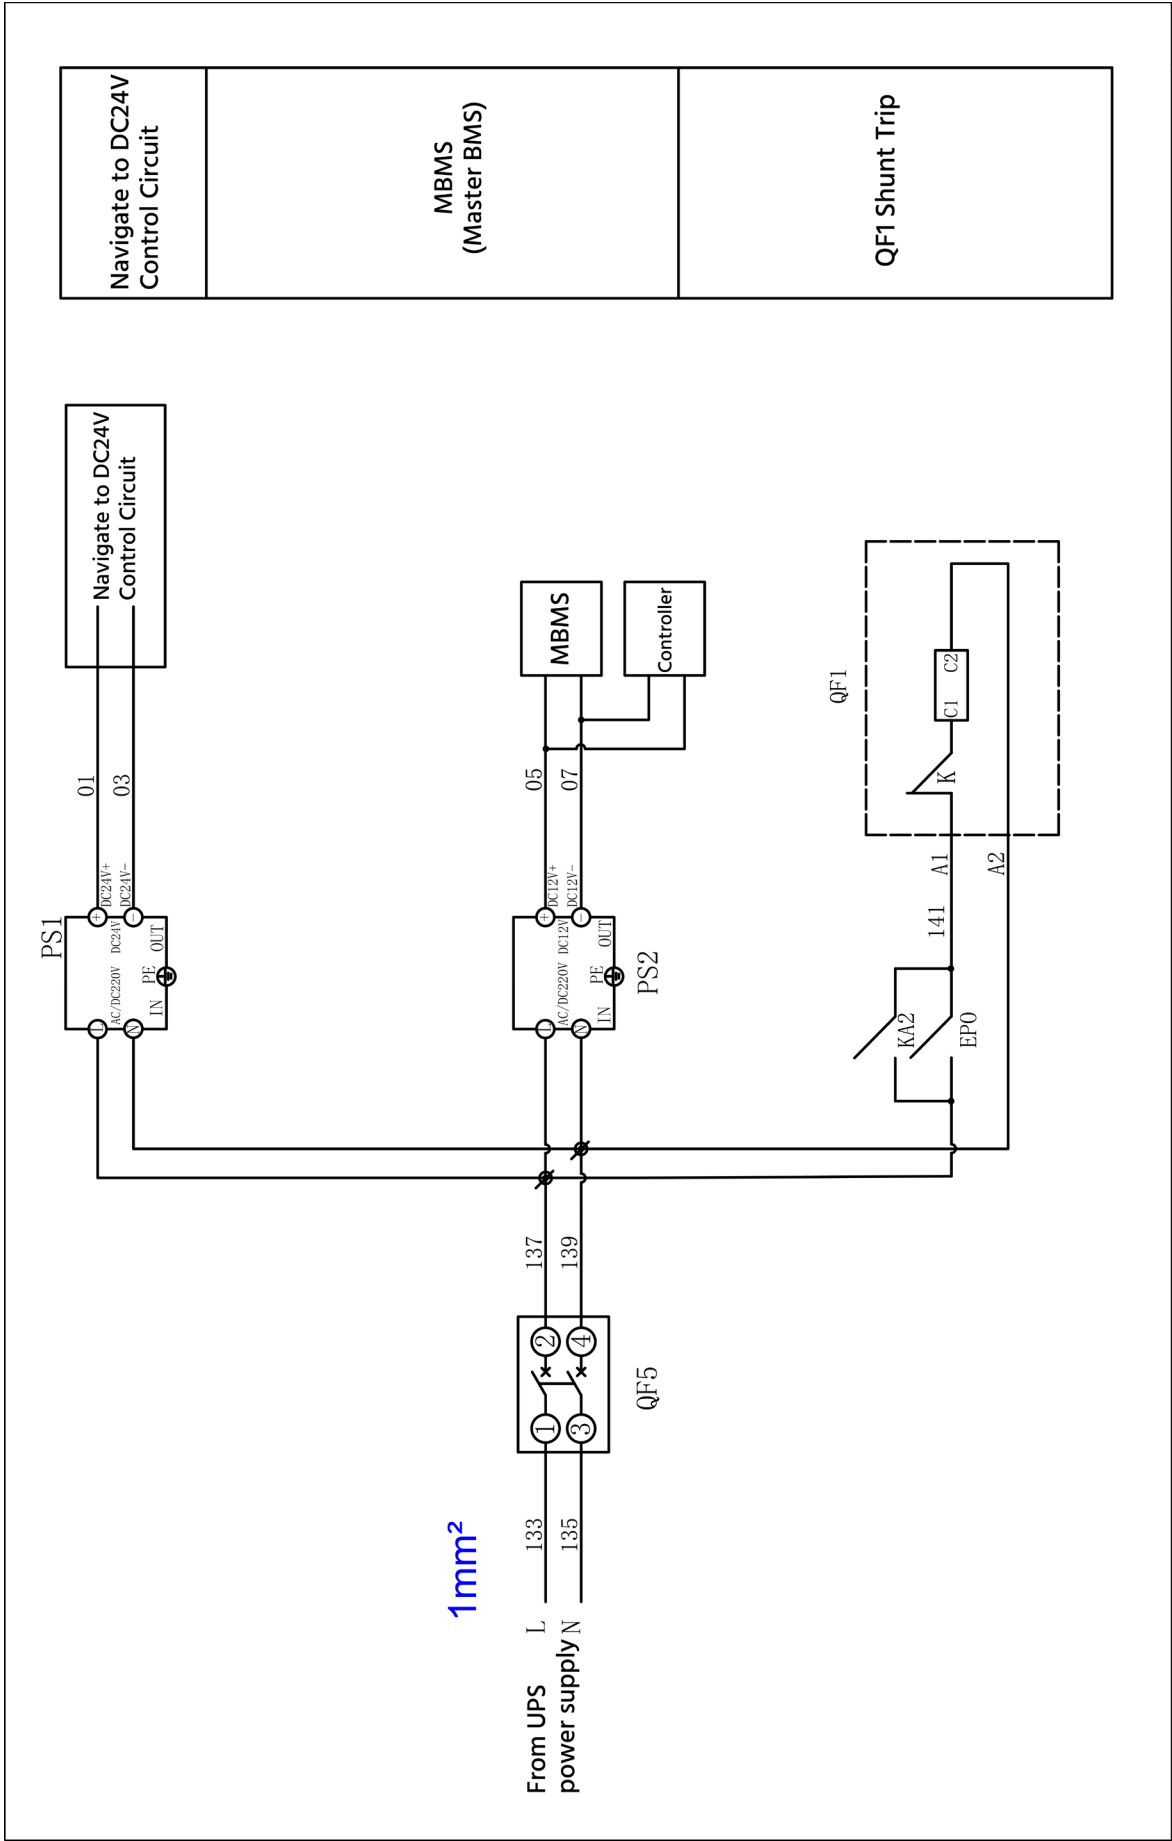 Navigate to DC24V
Control Circuit
MBMS
(Master BMS)
QF1 Shunt Trip
Navigate to DC24V
Control Circuit
MBMS
Controller
01
03
05
07
QF1
C1 C2
K
A1
A2
141
PS1
DC24V+
DC24V-
+
-
AC/DC220V DC24V
PE
IN OUT
L
N
DC12V+
DC12V-
+
-
AC/DC220V DC12V
PE
IN OUT
L
N
PS2
KA2
EPO
137
139
2
4
1
3
QF5
1mm²
133
135
From UPS
power supply
L
N